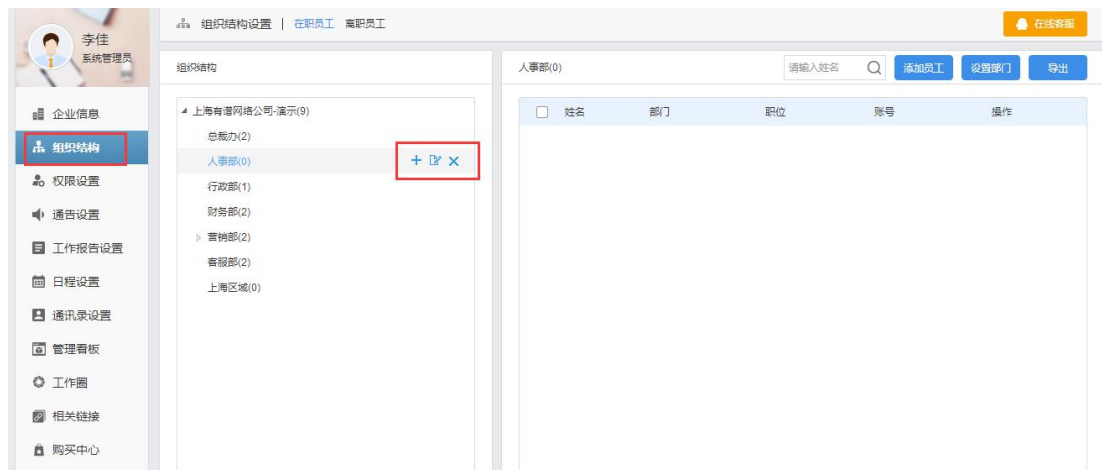 李佳
系统管理员
企业信息
组织结构
权限设置
通告设置
工作报告设置
日程设置
通讯录设置
管理看板
工作圈
相关链接
购买中心
组织结构设置 | 在职员工 离职员工
在线客服
组织结构
上海有谱网络公司-演示(9)
总裁办(2)
人事部(0)
行政部(1)
财务部(2)
营销部(2)
客服部(2)
上海区域(0)
人事部(0) 请输入姓名 添加员工 设置部门 导出
姓名 部门 职位 账号 操作